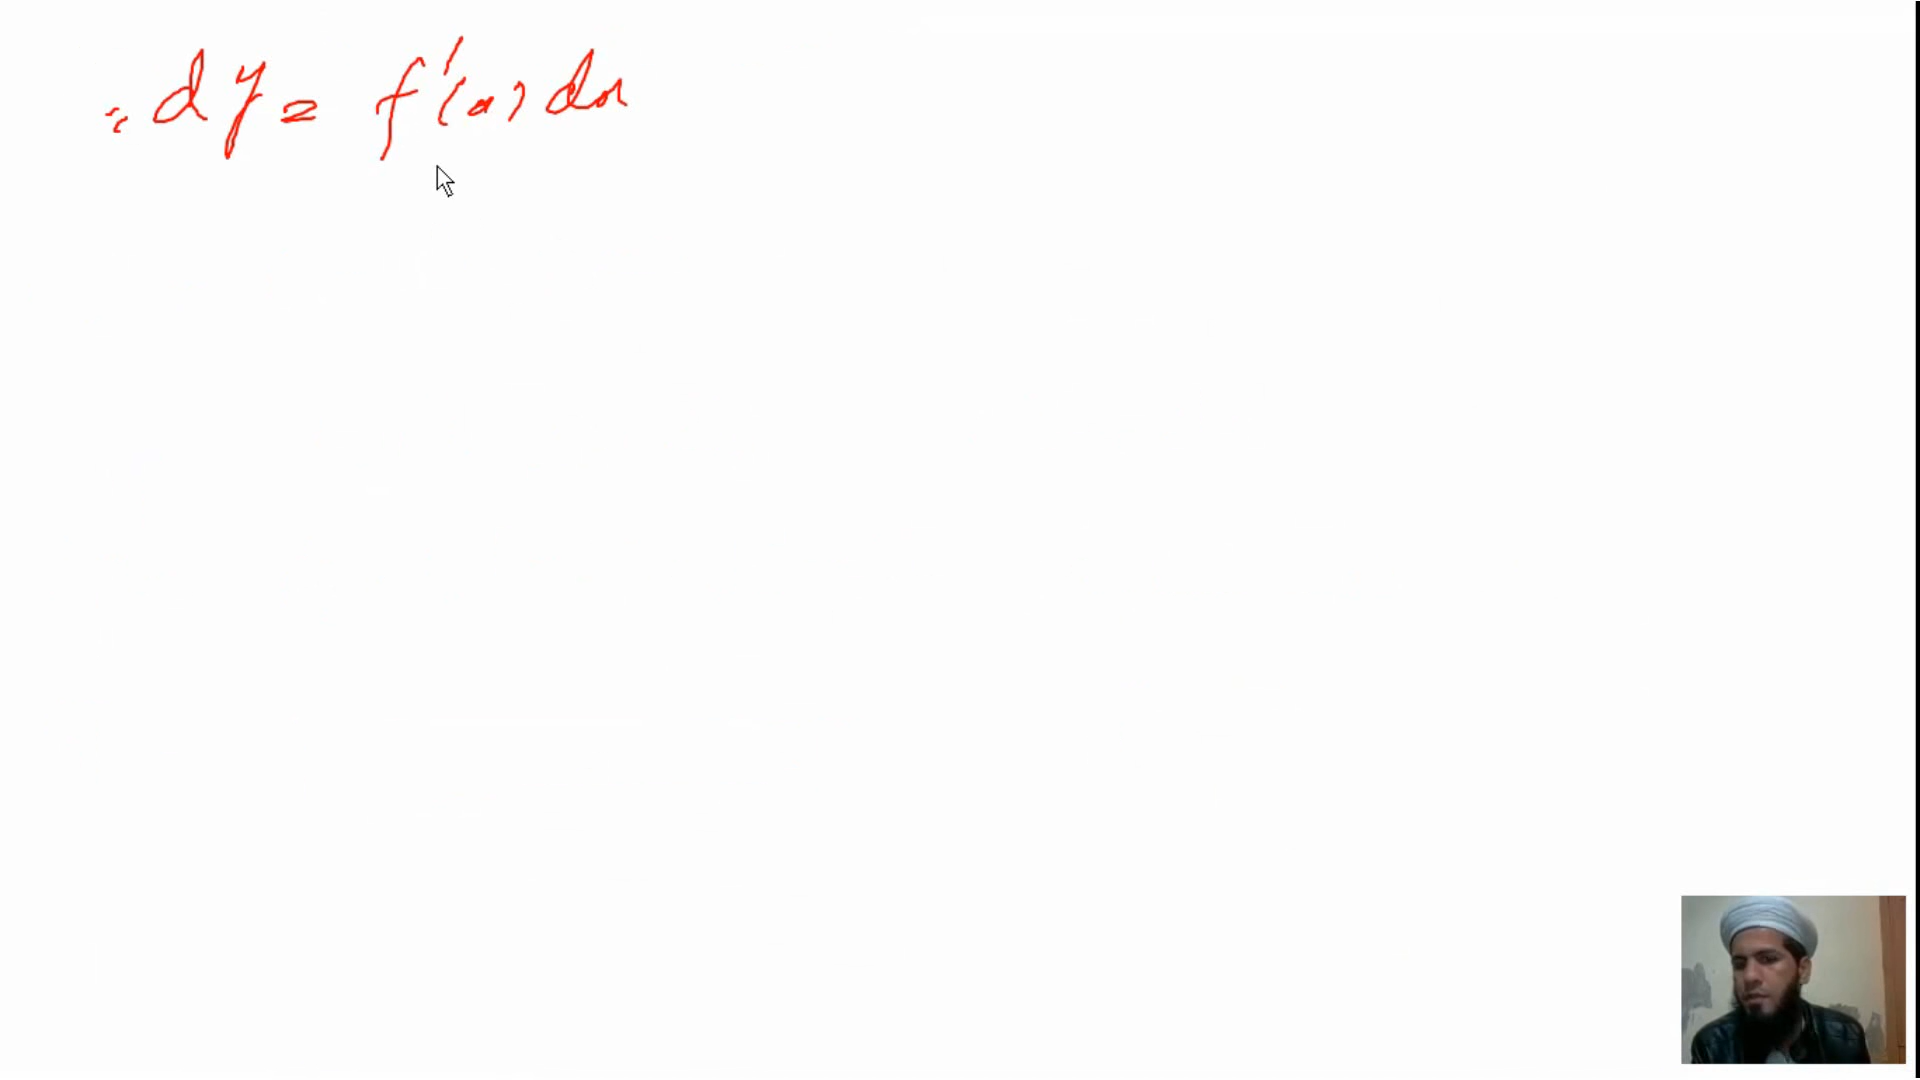 ∴ dy = f'(x) dx